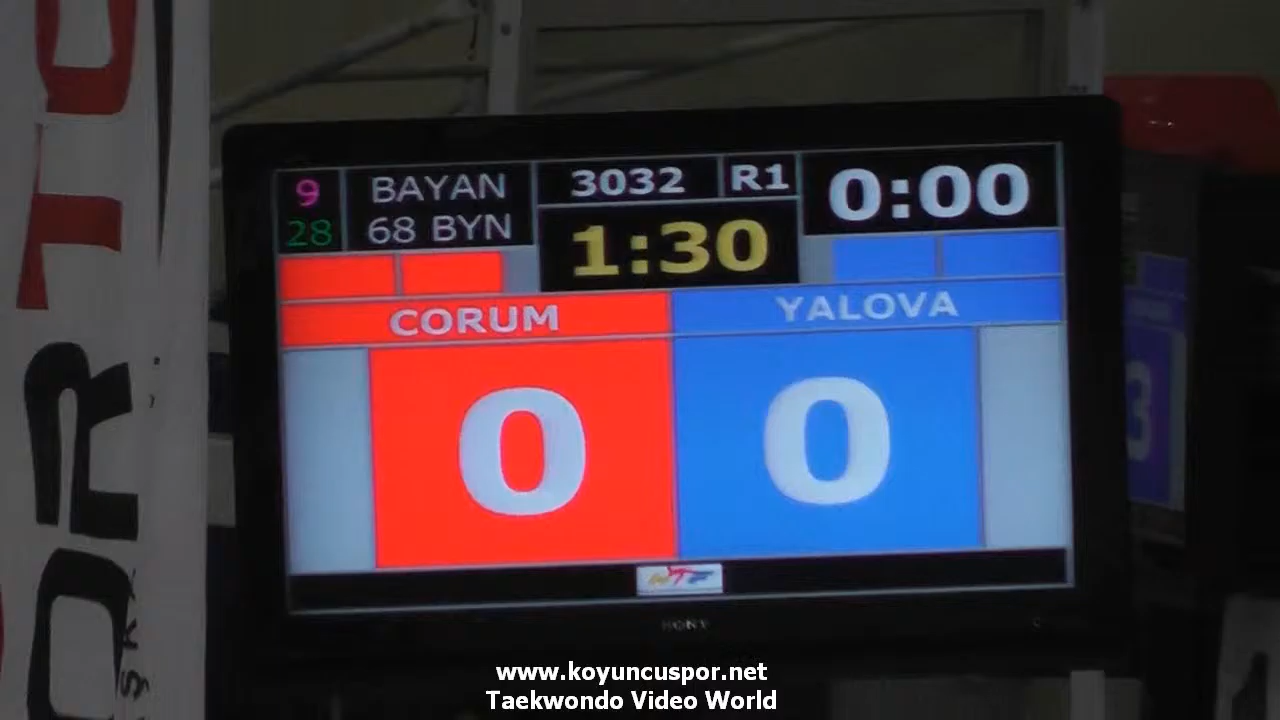 9 BAYAN 3032 R1 0:00
28 68 BYN 1:30
CORUM YALOVA
0 0
WTF
SONY
3
www.koyuncuspor.net
Taekwondo Video World